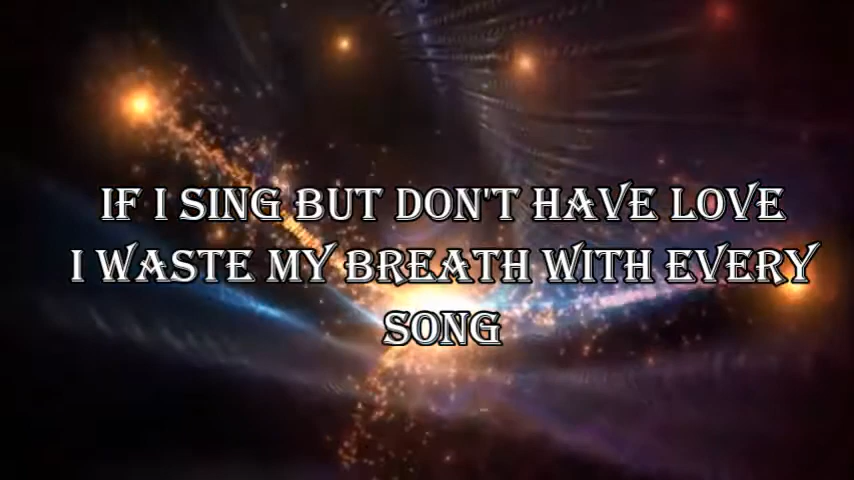 IF I SING BUT DON'T HAVE LOVE
I WASTE MY BREATH WITH EVERY
SONG